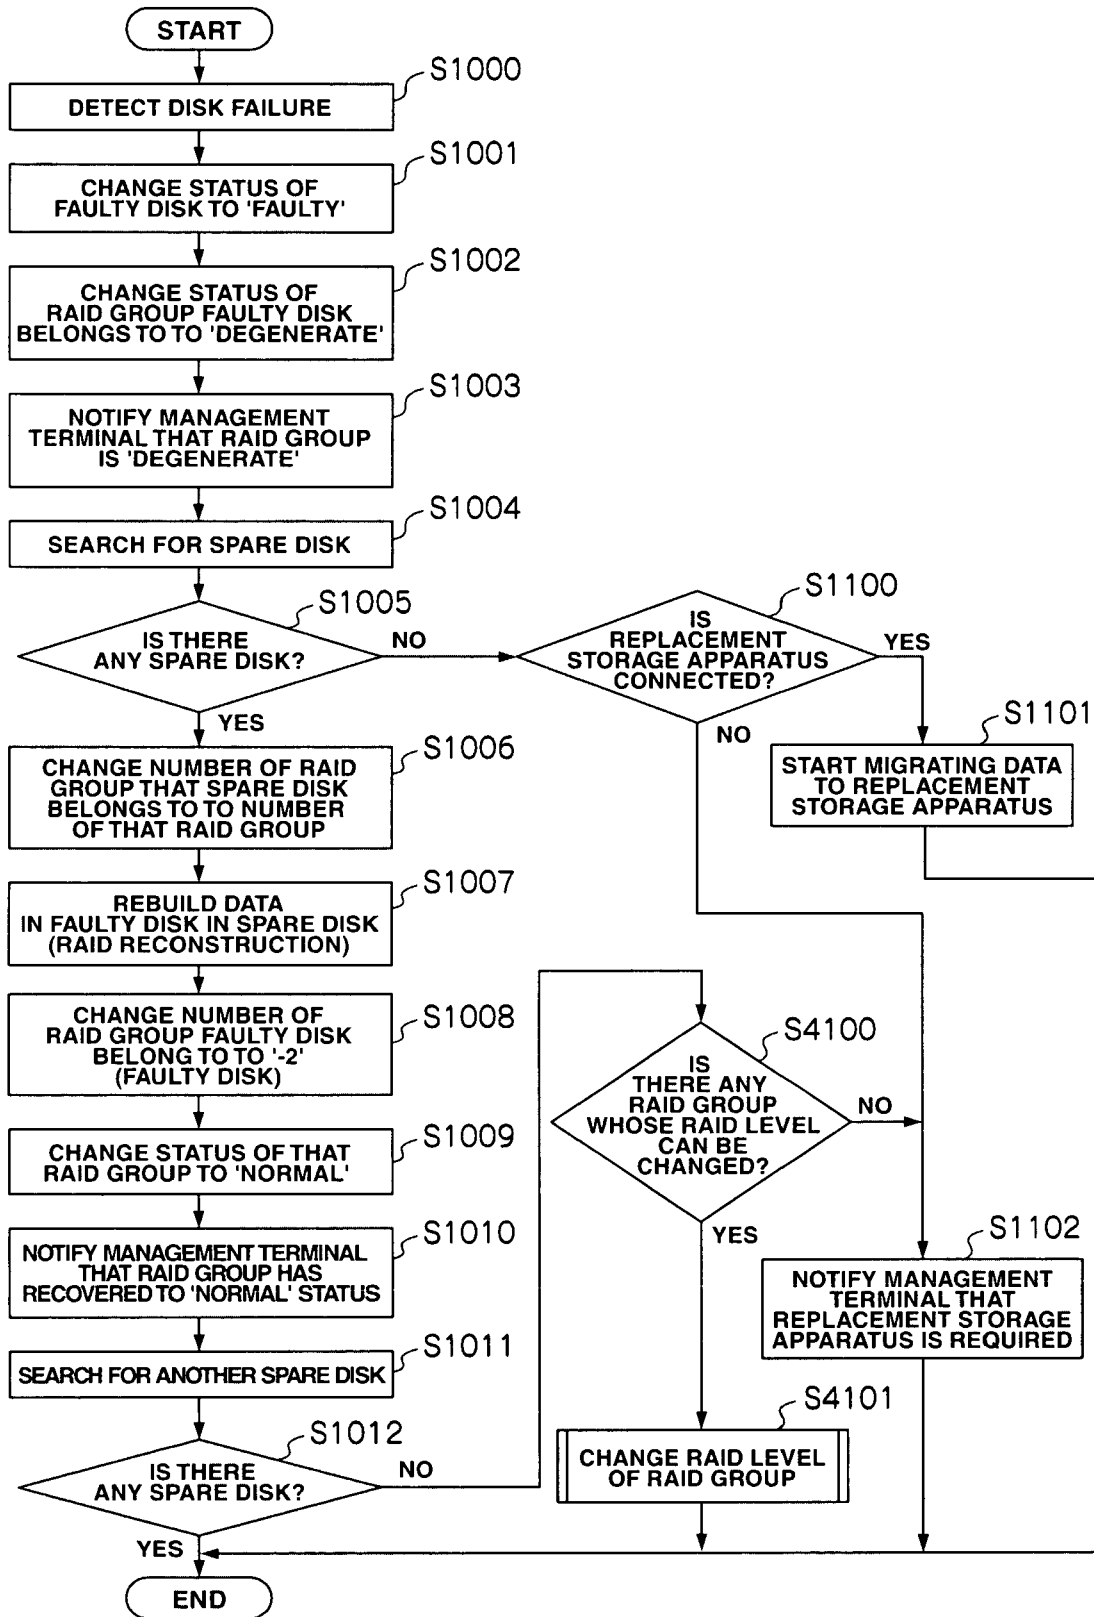 START
S1000
DETECT DISK FAILURE
S1001
CHANGE STATUS OF
FAULTY DISK TO 'FAULTY'
S1002
CHANGE STATUS OF
RAID GROUP FAULTY DISK
BELONGS TO TO 'DEGENERATE'
S1003
NOTIFY MANAGEMENT
TERMINAL THAT RAID GROUP
IS 'DEGENERATE'
S1004
SEARCH FOR SPARE DISK
S1005
IS THERE
ANY SPARE DISK?
NO
YES
S1100
IS
REPLACEMENT
STORAGE APPARATUS
CONNECTED?
YES
NO
S1101
START MIGRATING DATA
TO REPLACEMENT
STORAGE APPARATUS
S1006
CHANGE NUMBER OF RAID
GROUP THAT SPARE DISK
BELONGS TO TO NUMBER
OF THAT RAID GROUP
S1007
REBUILD DATA
IN FAULTY DISK IN SPARE DISK
(RAID RECONSTRUCTION)
S1008
CHANGE NUMBER OF
RAID GROUP FAULTY DISK
BELONG TO TO '-2'
(FAULTY DISK)
S1009
CHANGE STATUS OF THAT
RAID GROUP TO 'NORMAL'
S1010
NOTIFY MANAGEMENT TERMINAL
THAT RAID GROUP HAS
RECOVERED TO 'NORMAL' STATUS
S1011
SEARCH FOR ANOTHER SPARE DISK
S1012
IS THERE
ANY SPARE DISK?
NO
YES
S4100
IS
THERE ANY
RAID GROUP
WHOSE RAID LEVEL
CAN BE
CHANGED?
NO
YES
S1102
NOTIFY MANAGEMENT
TERMINAL THAT
REPLACEMENT STORAGE
APPARATUS IS REQUIRED
S4101
CHANGE RAID LEVEL
OF RAID GROUP
END